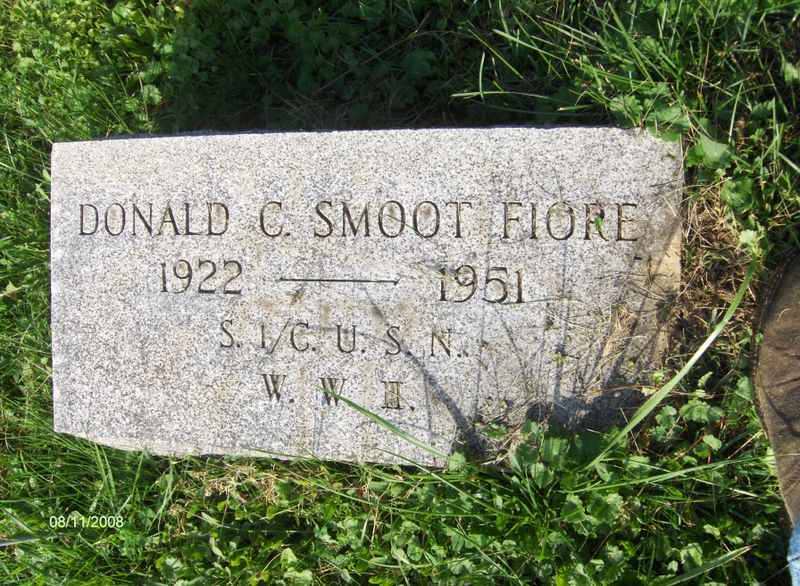 DONALD C. SMOOT FIORE
1922 — 1951
S. 1/C. U. S. N.
W. W. II.
08/11/2008